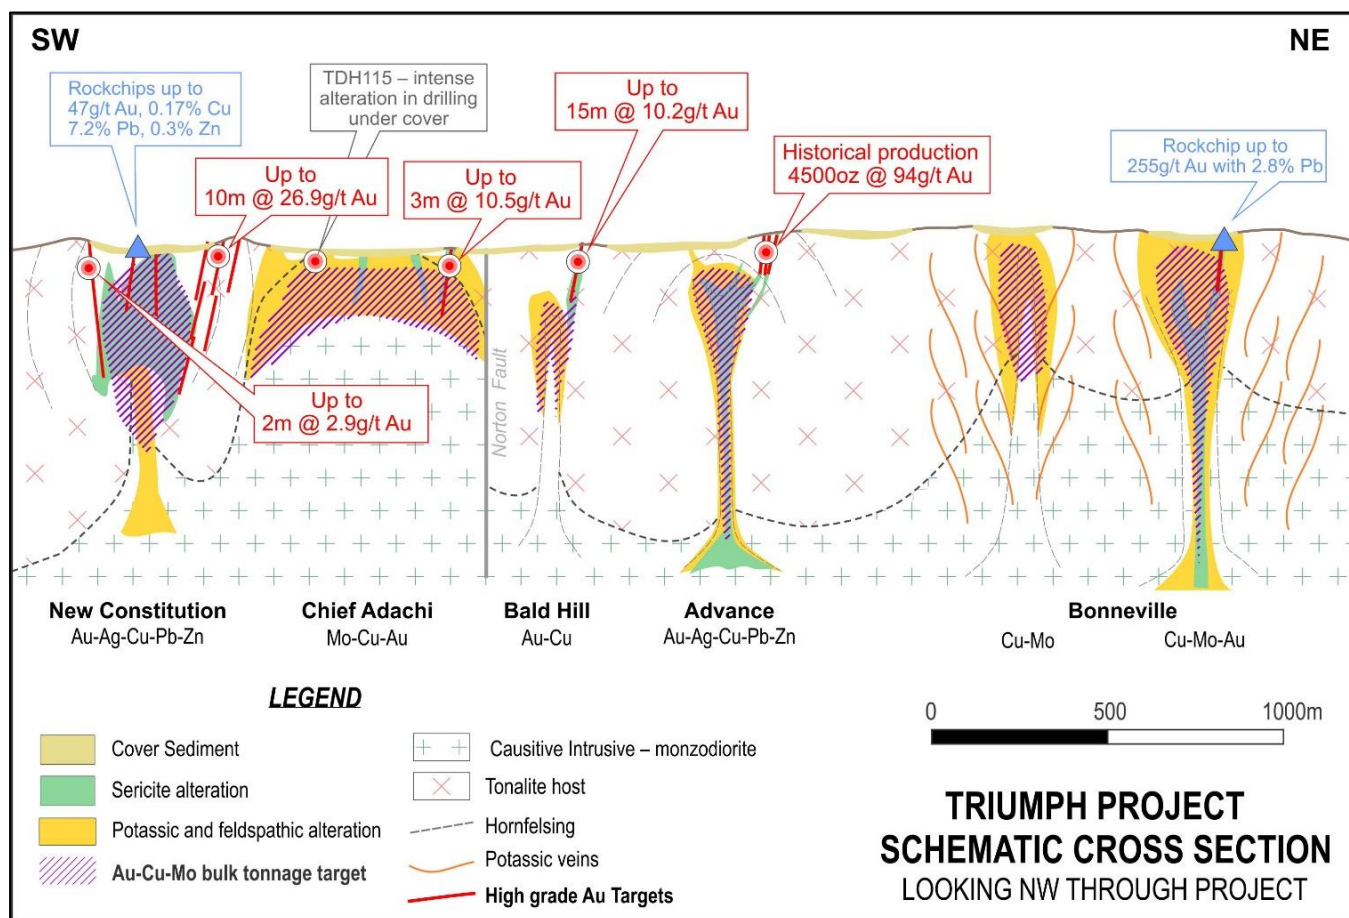 SW
NE
Rockchips up to
47g/t Au, 0.17% Cu
7.2% Pb, 0.3% Zn
TDH115 – intense
alteration in drilling
under cover
Up to
15m @ 10.2g/t Au
Up to
10m @ 26.9g/t Au
Up to
3m @ 10.5g/t Au
Historical production
4500oz @ 94g/t Au
Rockchip up to
255g/t Au with 2.8% Pb
Up to
2m @ 2.9g/t Au
Norton Fault
New Constitution
Au-Ag-Cu-Pb-Zn
Chief Adachi
Mo-Cu-Au
Bald Hill
Au-Cu
Advance
Au-Ag-Cu-Pb-Zn
Bonneville
Cu-Mo
Cu-Mo-Au
LEGEND
Cover Sediment
Sericite alteration
Potassic and feldspathic alteration
Au-Cu-Mo bulk tonnage target
Causitive Intrusive – monzodiorite
Tonalite host
Hornfelsing
Potassic veins
High grade Au Targets
0 500 1000m
TRIUMPH PROJECT
SCHEMATIC CROSS SECTION
LOOKING NW THROUGH PROJECT